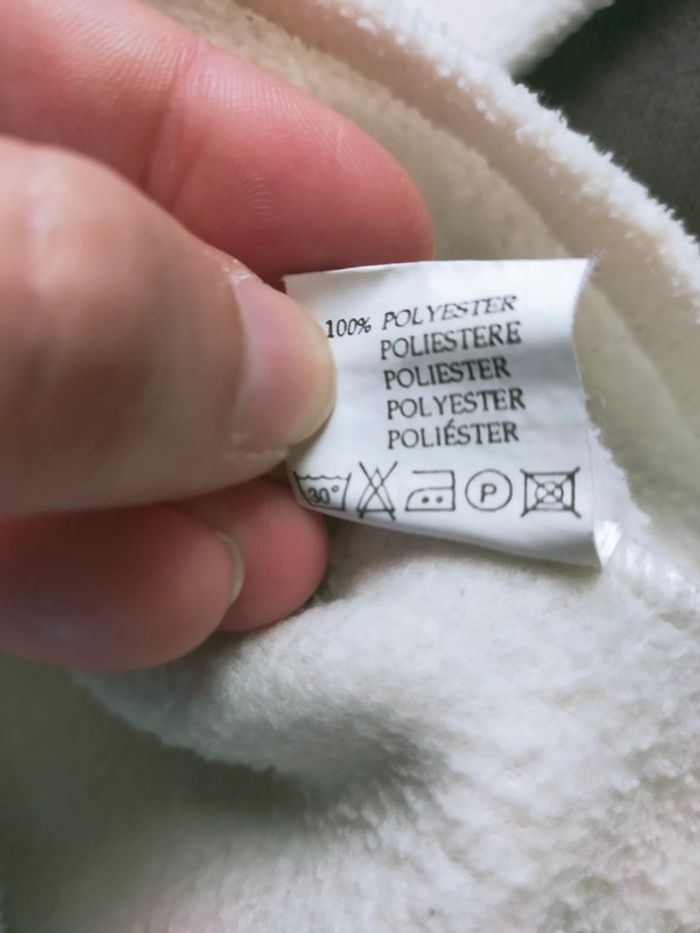 100% POLYESTER
POLIESTERE
POLIESTER
POLYESTER
POLIÉSTER
30° P